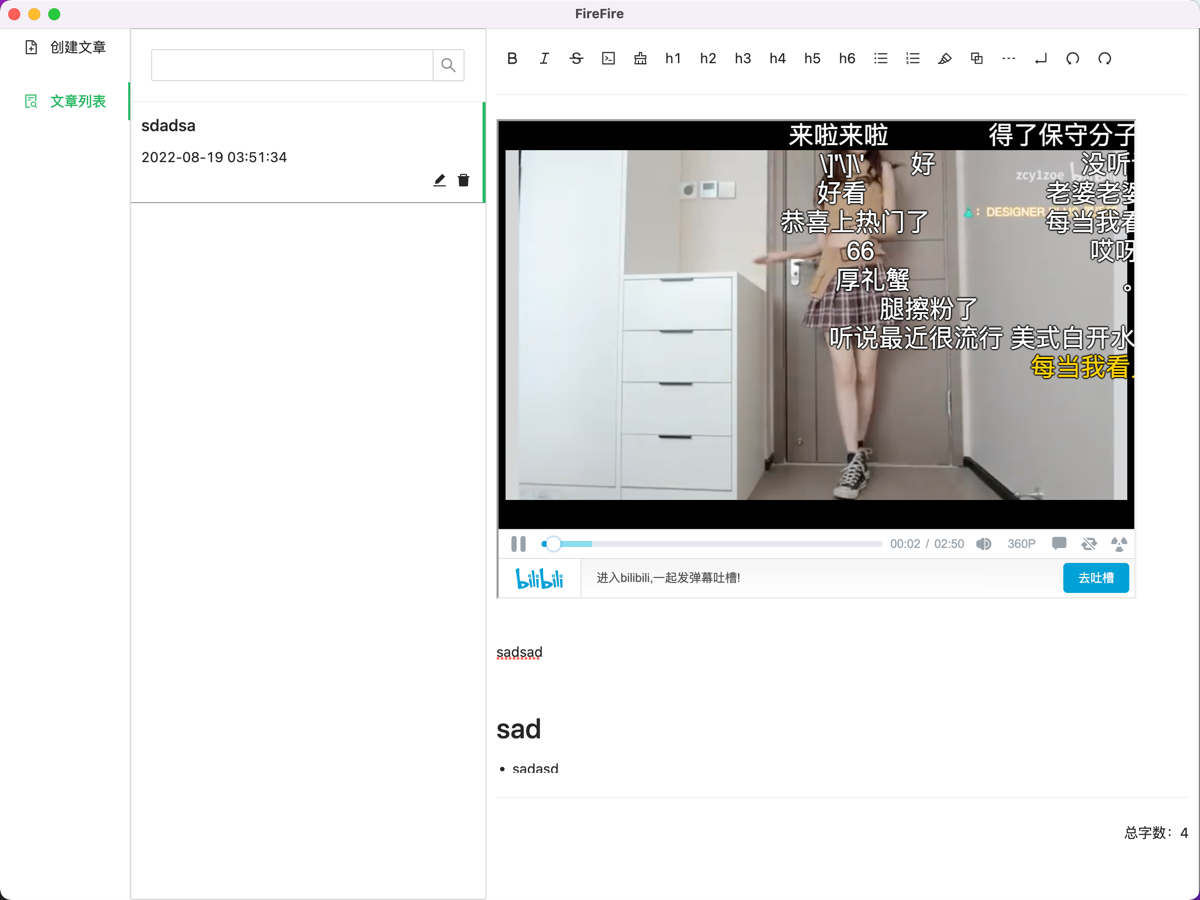 FireFire
创建文章
文章列表
sdadsa
2022-08-19 03:51:34
B I S h1 h2 h3 h4 h5 h6
来啦来啦 得了保守分子
\]'\]\' 好 没听
zcy1zoe
好看 老婆老婆
DESIGNER
恭喜上热门了 每当我看
66 哎呀
厚礼蟹 。
腿擦粉了
听说最近很流行 美式白开水
每当我看
00:02 / 02:50 360P
bilibili 进入bilibili,一起发弹幕吐槽! 去吐槽
sadsad
sad
• sadasd
总字数：4